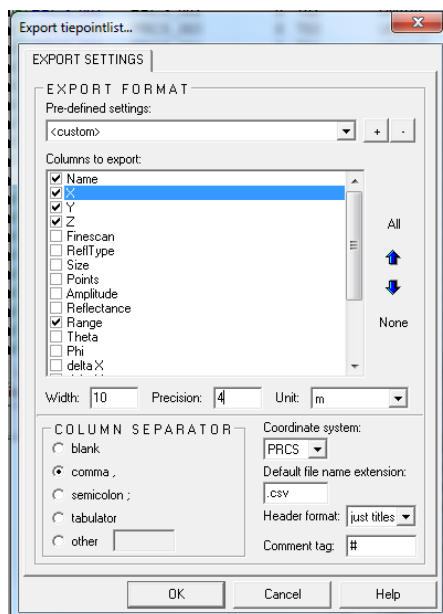 Export tiepointlist...
EXPORT SETTINGS
EXPORT FORMAT
Pre-defined settings:
<custom>
+ -
Columns to export:
Name
X
Y
Z
Finescan
ReflType
Size
Points
Amplitude
Reflectance
Range
Theta
Phi
delta X
All
None
Width: 10 Precision: 4 Unit: m
COLUMN SEPARATOR
blank
comma ,
semicolon ;
tabulator
other
Coordinate system:
PRCS
Default file name extension:
.csv
Header format: just titles
Comment tag: #
OK Cancel Help